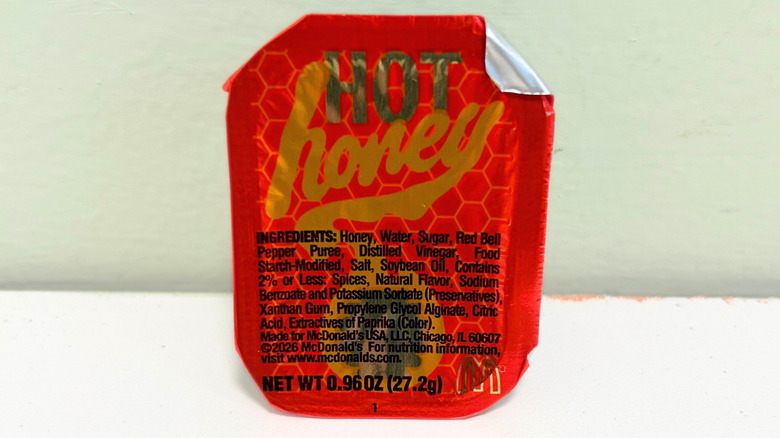 HOT
honey
INGREDIENTS: Honey, Water, Sugar, Red Bell
Pepper Puree, Distilled Vinegar, Food
Starch-Modified, Salt, Soybean Oil, Contains
2% or Less: Spices, Natural Flavor, Sodium
Benzoate and Potassium Sorbate (Preservatives),
Xanthan Gum, Propylene Glycol Alginate, Citric
Acid, Extractives of Paprika (Color).
Made for McDonald's USA, LLC, Chicago, IL 60607
©2026 McDonald's For nutrition information,
visit www.mcdonalds.com.
NET WT 0.96 OZ (27.2g)
1